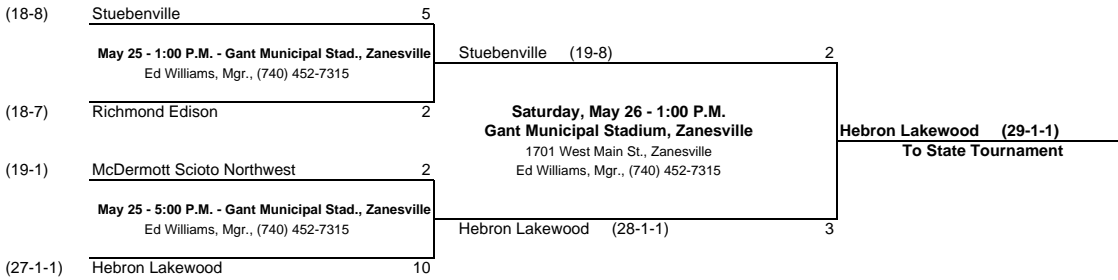 (18-8) Stuebenville 5
May 25 - 1:00 P.M. - Gant Municipal Stad., Zanesville
Ed Williams, Mgr., (740) 452-7315
Stuebenville (19-8) 2
(18-7) Richmond Edison 2
Saturday, May 26 - 1:00 P.M.
Gant Municipal Stadium, Zanesville
1701 West Main St., Zanesville
Ed Williams, Mgr., (740) 452-7315
Hebron Lakewood (29-1-1)
To State Tournament
(19-1) McDermott Scioto Northwest 2
May 25 - 5:00 P.M. - Gant Municipal Stad., Zanesville
Ed Williams, Mgr., (740) 452-7315
Hebron Lakewood (28-1-1) 3
(27-1-1) Hebron Lakewood 10